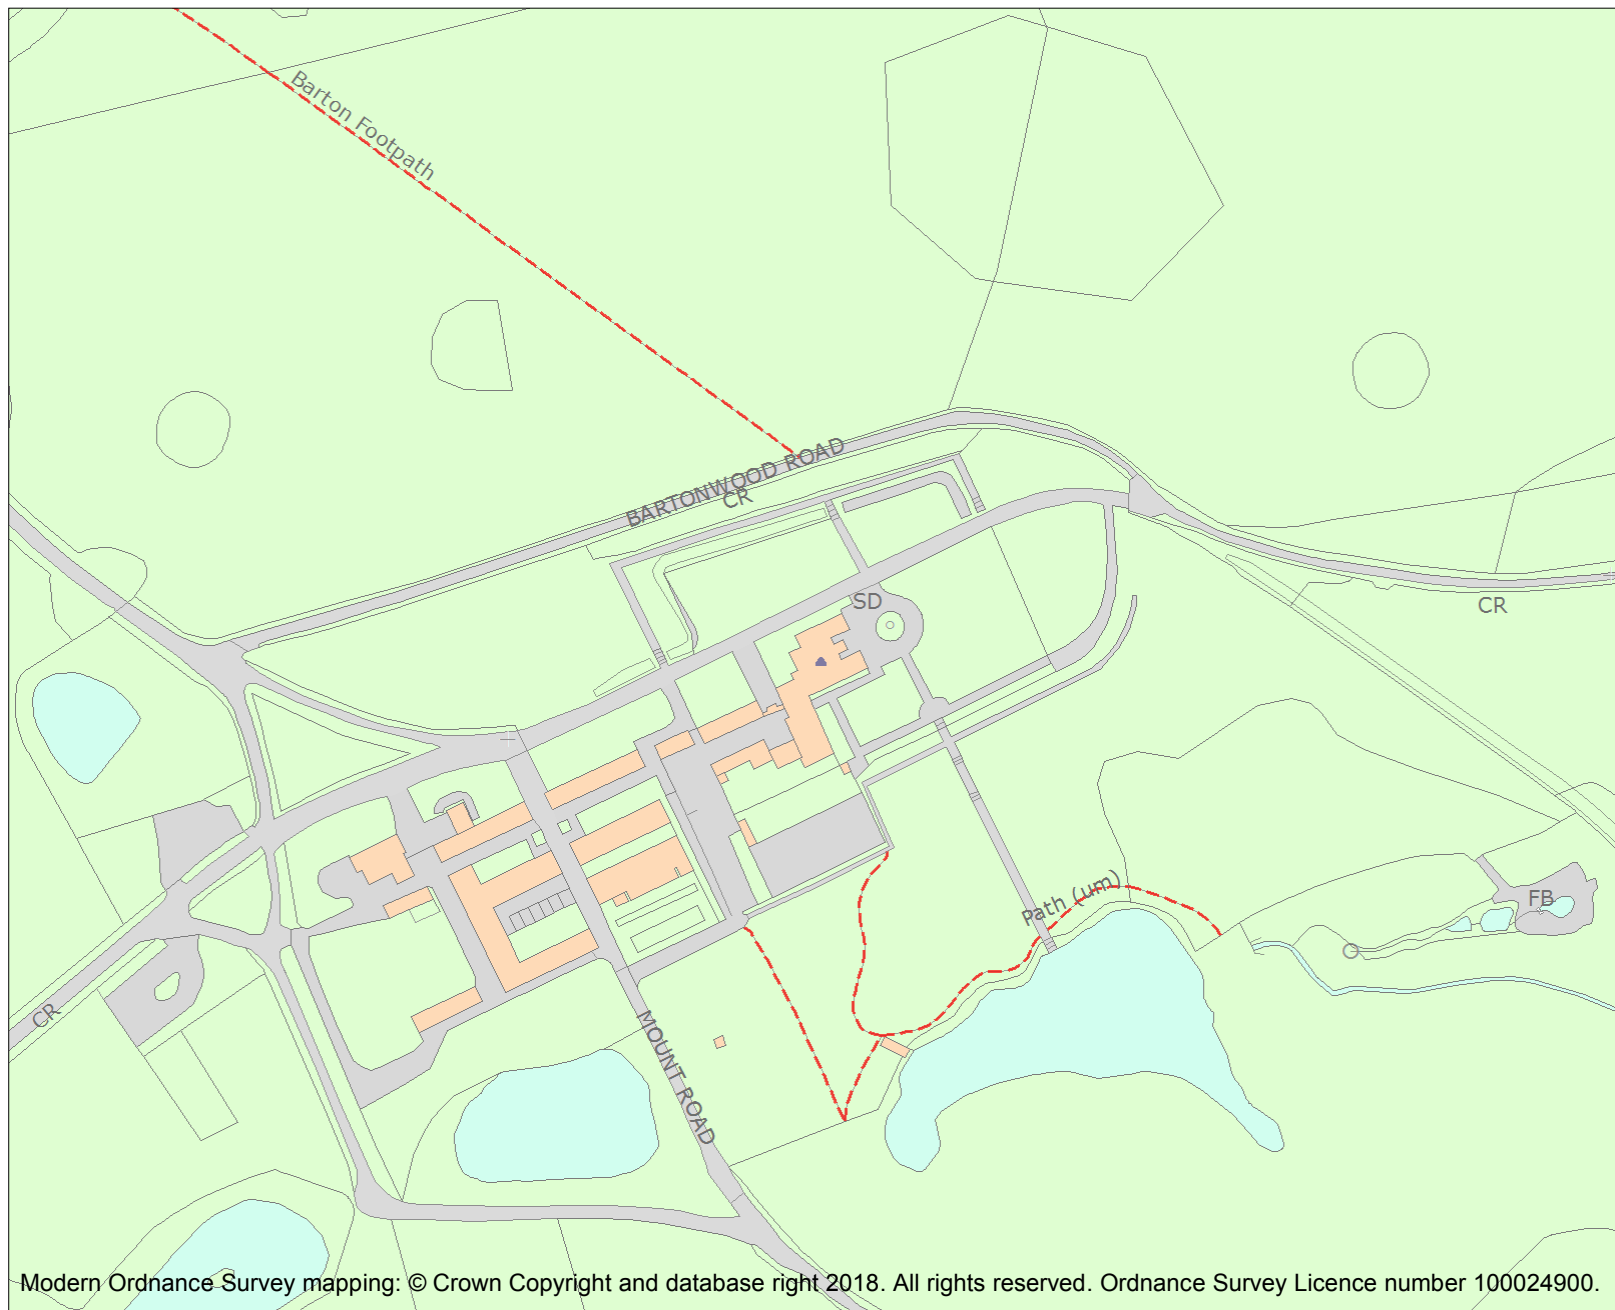 Barton Footpath
BARTONWOOD ROAD
CR
SD
CR
Path (um)
FB
CR
MOUNT ROAD
Modern Ordnance Survey mapping: © Crown Copyright and database right 2018. All rights reserved. Ordnance Survey Licence number 100024900.